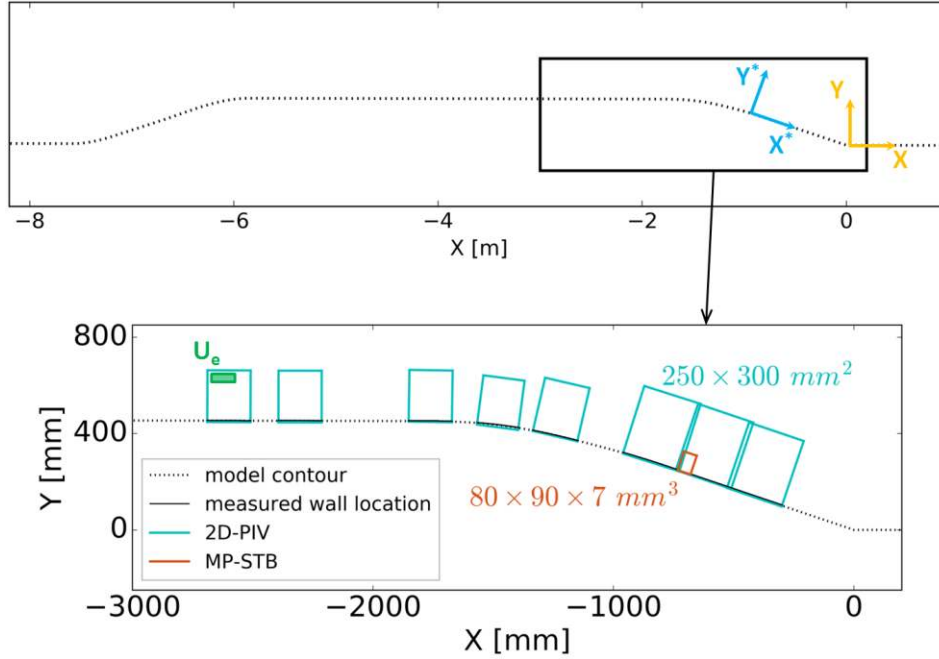 Y*
X*
Y
X
−8
−6
−4
−2
0
X [m]
800
400
0
Y [mm]
U_e
250 × 300 mm²
80 × 90 × 7 mm³
model contour
measured wall location
2D-PIV
MP-STB
−3000
−2000
−1000
0
X [mm]